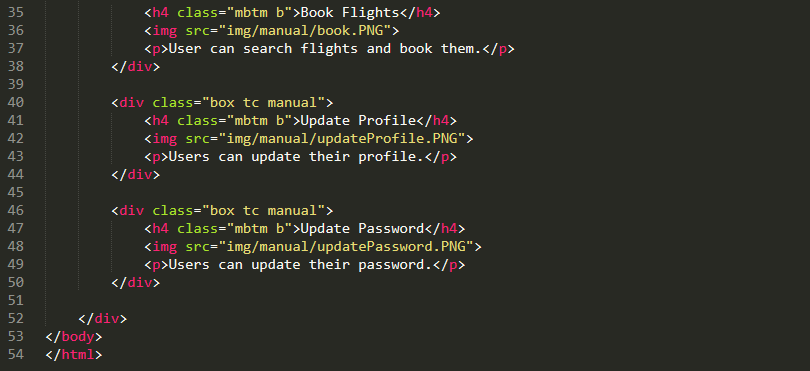 35 <h4 class="mbtm b">Book Flights</h4>
36 <img src="img/manual/book.PNG">
37 <p>User can search flights and book them.</p>
38 </div>
39
40 <div class="box tc manual">
41 <h4 class="mbtm b">Update Profile</h4>
42 <img src="img/manual/updateProfile.PNG">
43 <p>Users can update their profile.</p>
44 </div>
45
46 <div class="box tc manual">
47 <h4 class="mbtm b">Update Password</h4>
48 <img src="img/manual/updatePassword.PNG">
49 <p>Users can update their password.</p>
50 </div>
51
52 </div>
53 </body>
54 </html>